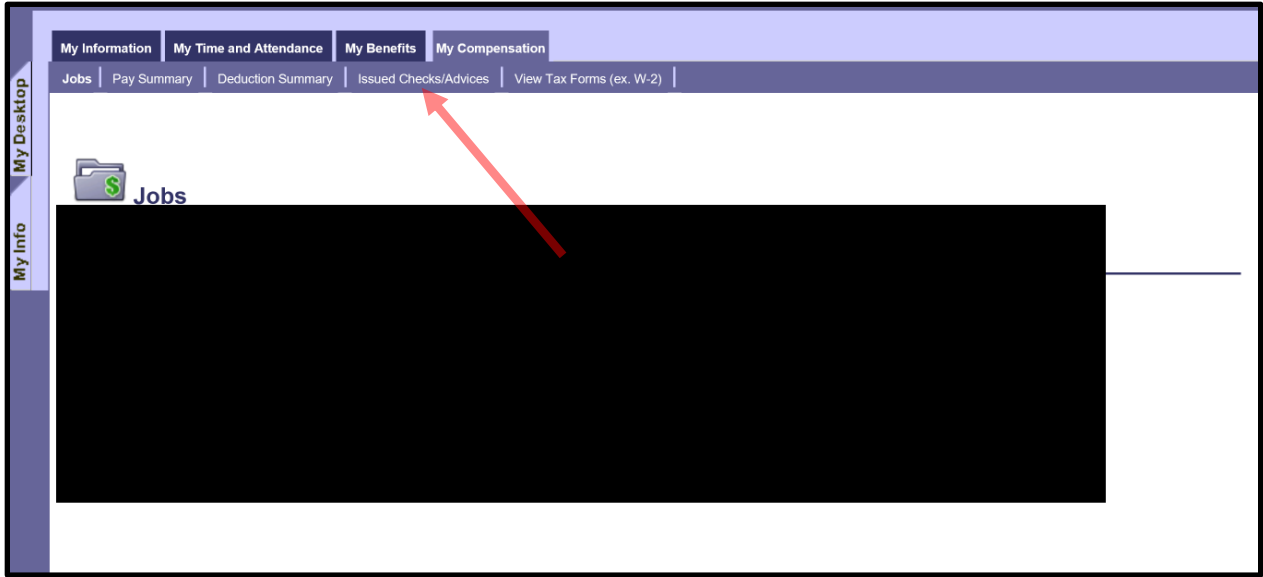 My Information My Time and Attendance My Benefits My Compensation
Jobs Pay Summary Deduction Summary Issued Checks/Advices View Tax Forms (ex. W-2)
My Desktop
My Info
$ Jobs